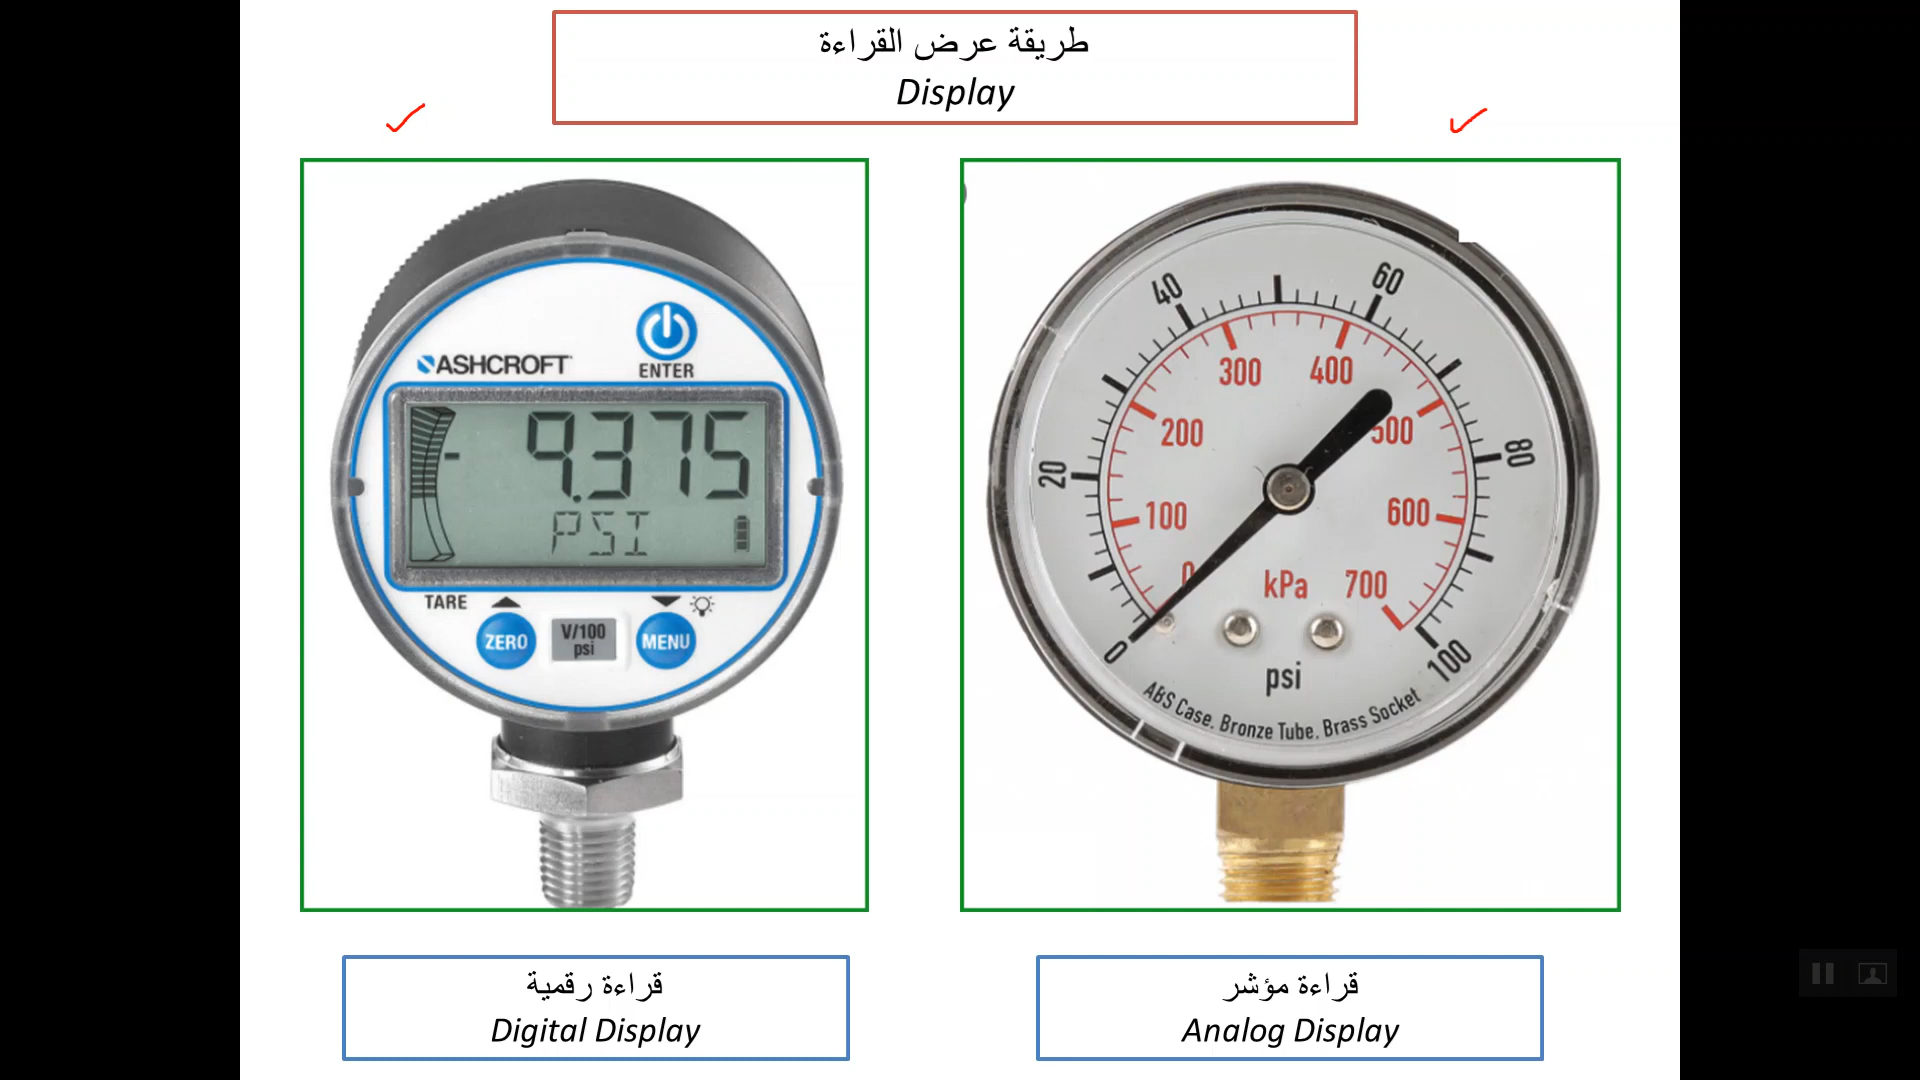 طريقة عرض القراءة
Display
ASHCROFT
ENTER
9.375
PSI
TARE
ZERO
V/100
psi
MENU
قراءة رقمية
Digital Display
0
20
40
60
80
100
0
100
200
300
400
500
600
700
kPa
psi
ABS Case, Bronze Tube, Brass Socket
قراءة مؤشر
Analog Display